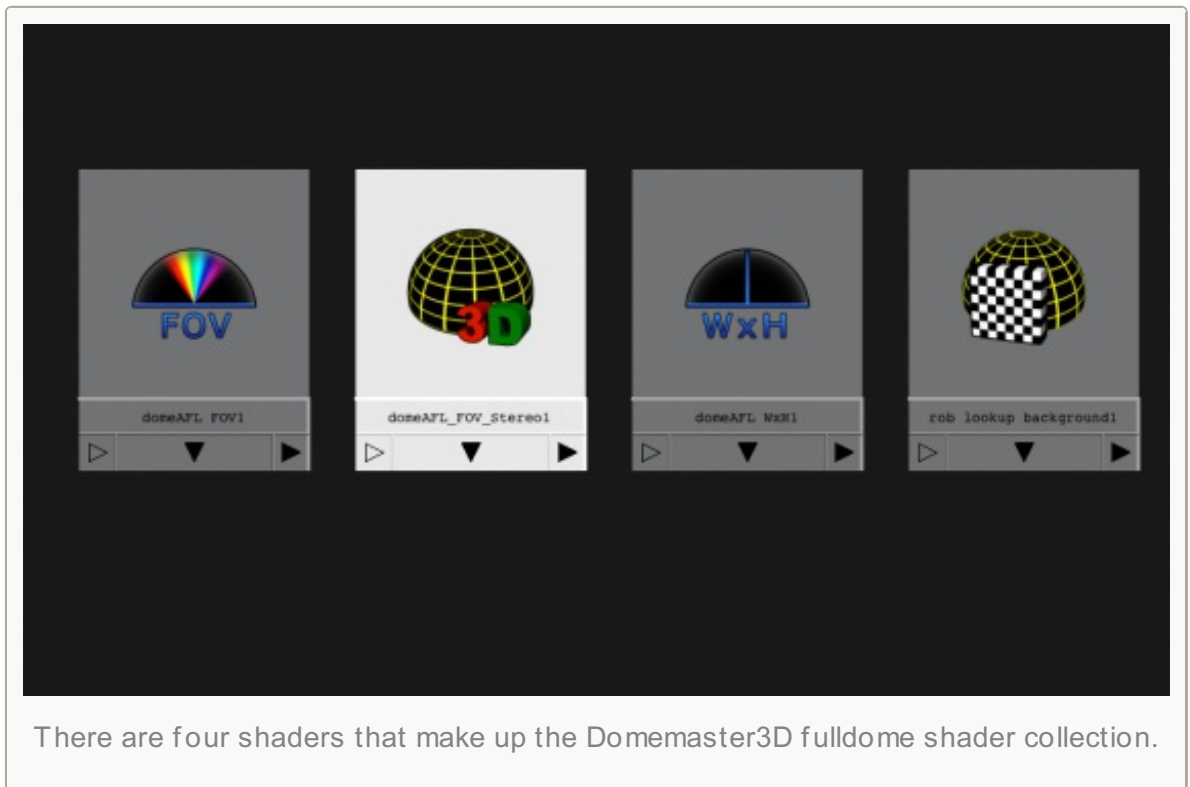 FOV
3D
WxH
domeAFL FOV1
domeAFL_FOV_Stereo1
domeAFL WxH1
rob lookup background1
There are four shaders that make up the Domemaster3D fulldome shader collection.